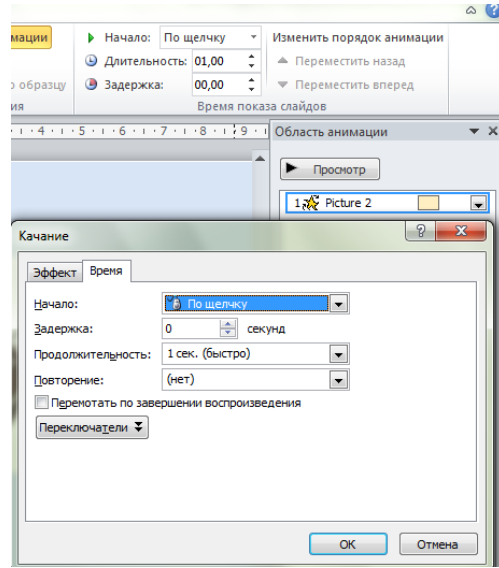 мации
Начало: По щелчку
Изменить порядок анимации
Длительность: 01,00
Переместить назад
о образцу
Задержка: 00,00
Переместить вперед
ия
Время показа слайдов
4 5 6 7 8 9
Область анимации
Просмотр
1 Picture 2
Качание
Эффект Время
Начало: По щелчку
Задержка: 0 секунд
Продолжительность: 1 сек. (быстро)
Повторение: (нет)
Перемотать по завершении воспроизведения
Переключатели
ОК Отмена